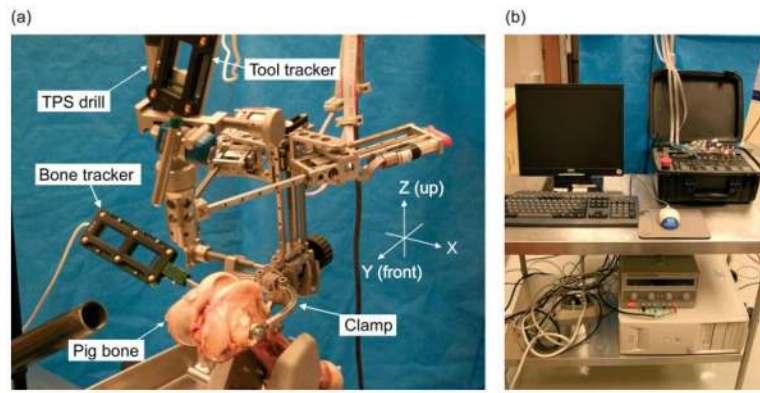 (a)
(b)
Tool tracker
TPS drill
Bone tracker
Z (up)
X
Y (front)
Clamp
Pig bone